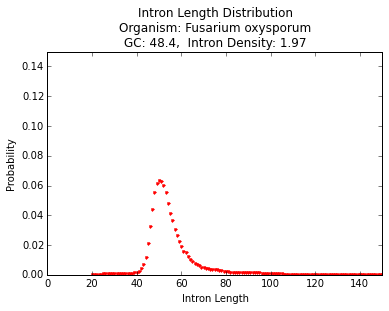 Intron Length Distribution
Organism: Fusarium oxysporum
GC: 48.4,  Intron Density: 1.97
0.14
0.12
0.10
0.08
0.06
0.04
0.02
0.00
Probability
0 20 40 60 80 100 120 140
Intron Length